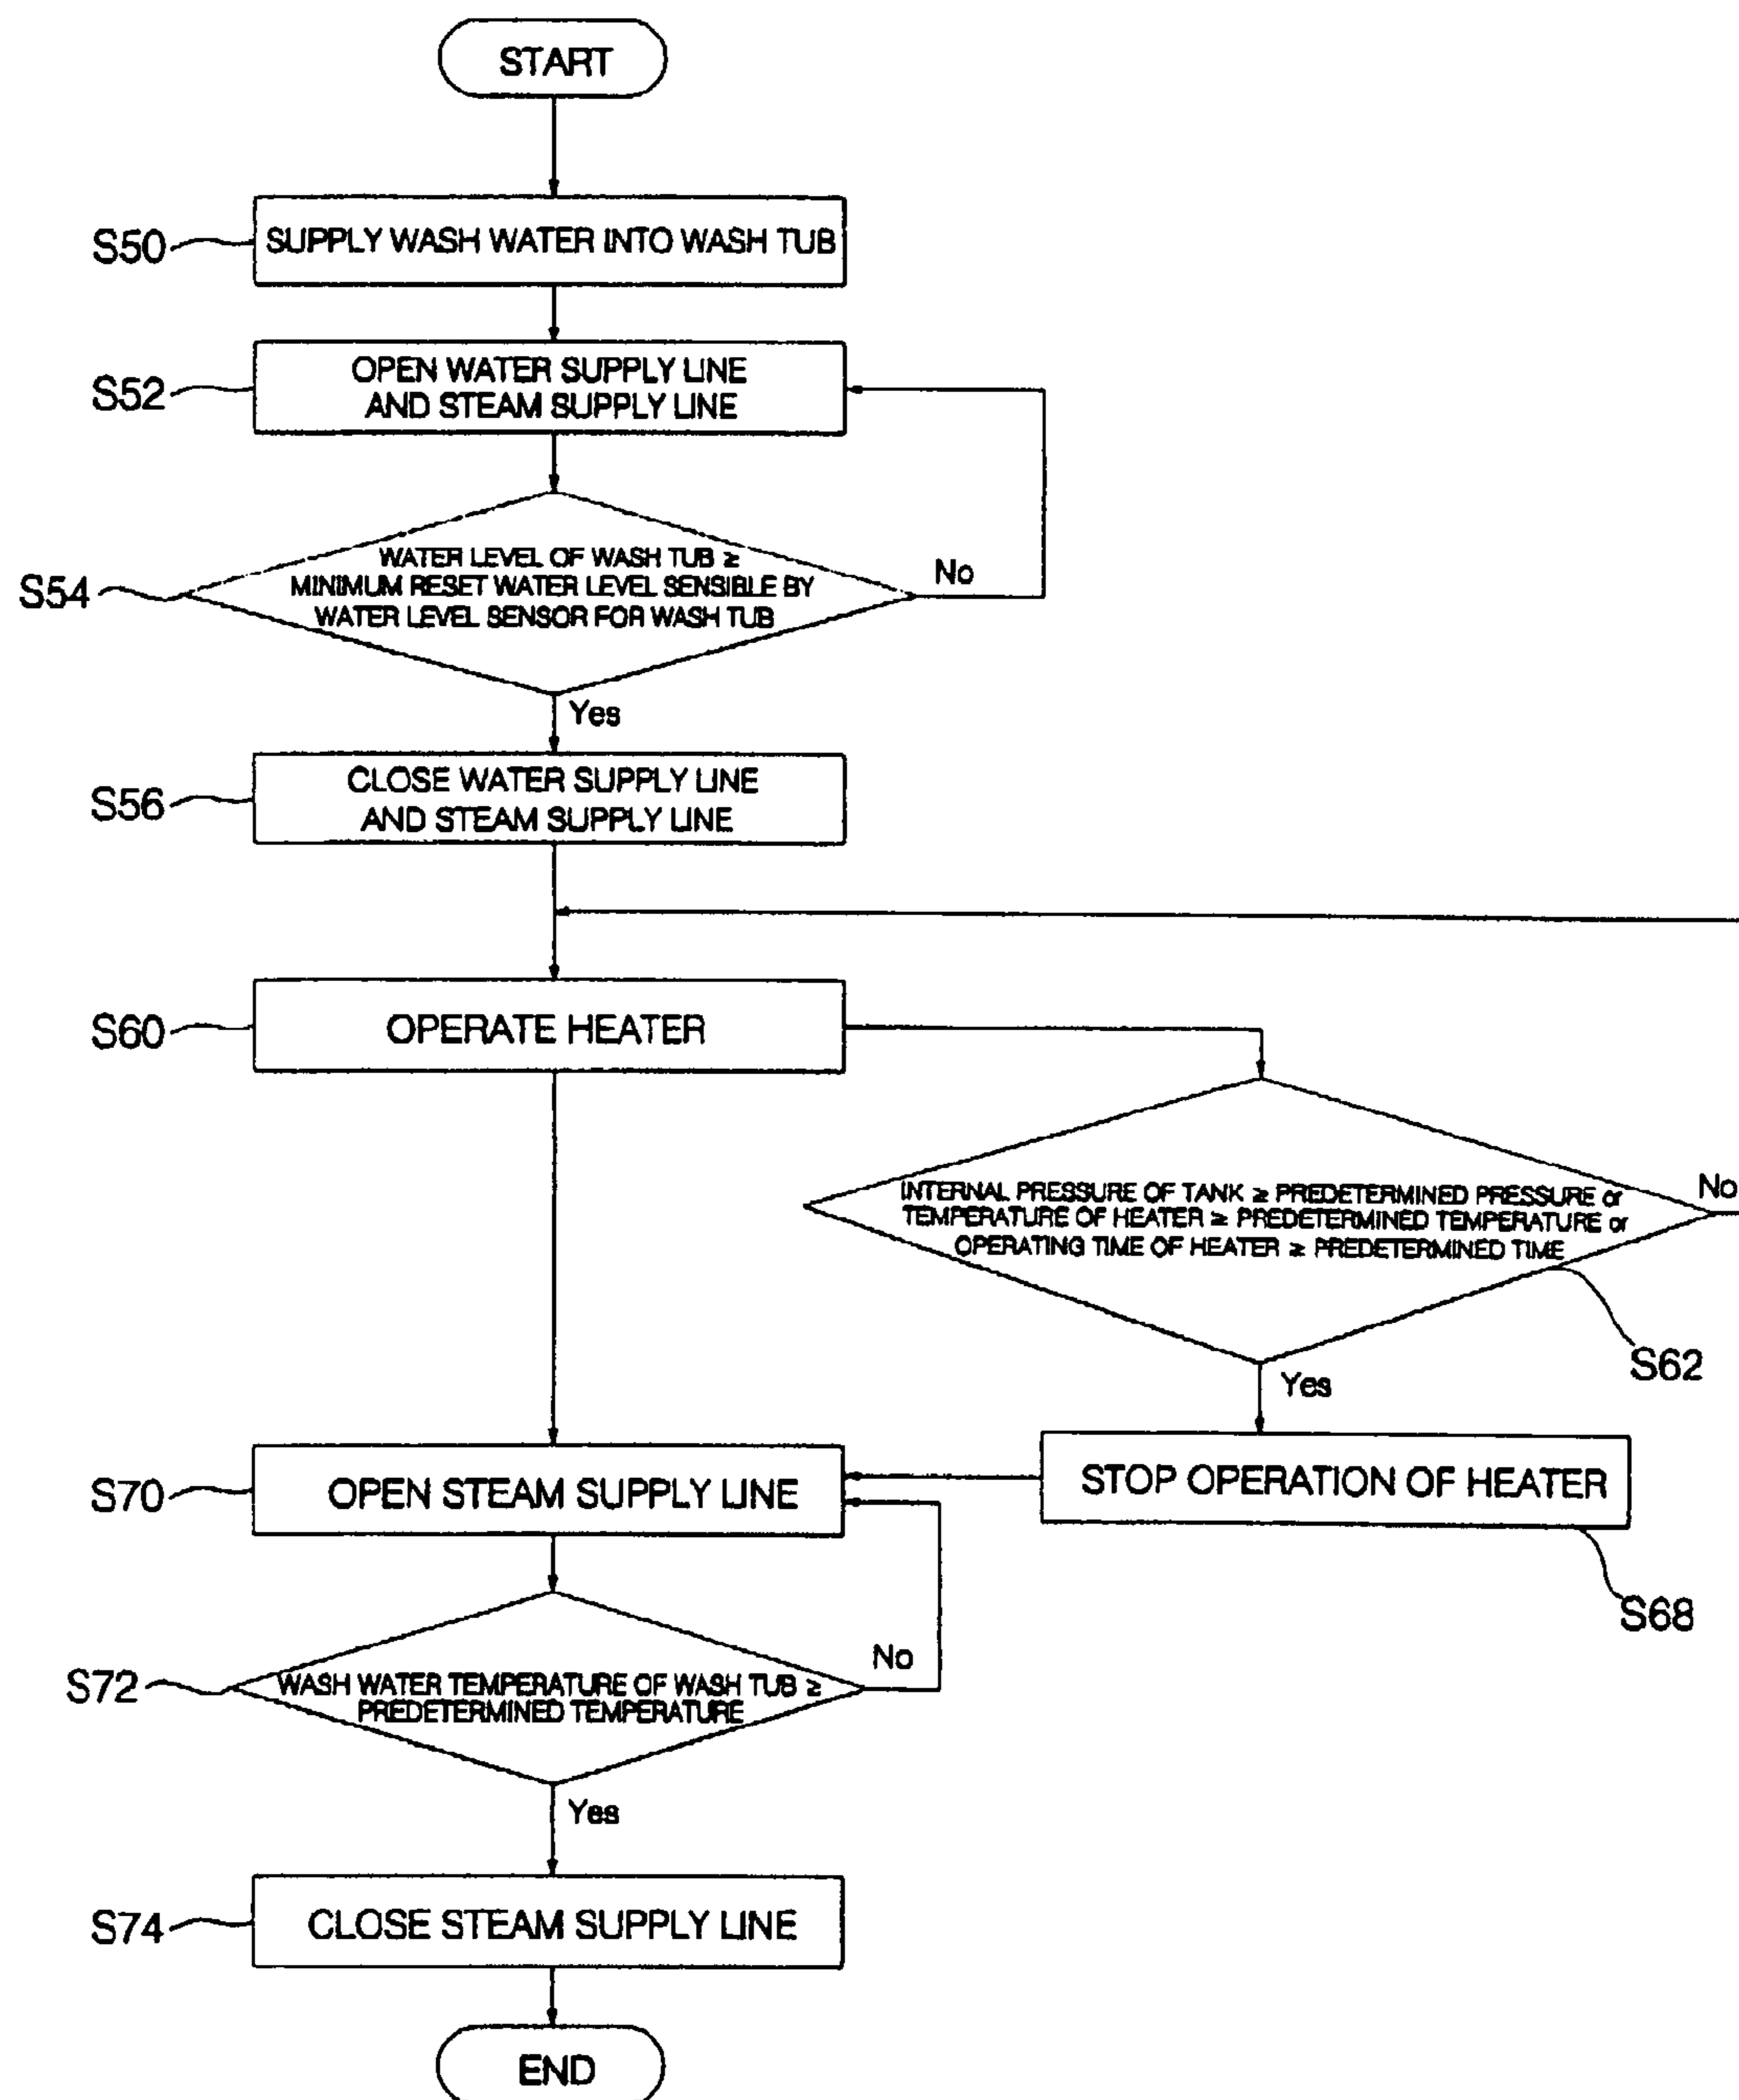 START
S50
SUPPLY WASH WATER INTO WASH TUB
S52
OPEN WATER SUPPLY LINE
AND STEAM SUPPLY LINE
S54
WATER LEVEL OF WASH TUB ≥
MINIMUM RESET WATER LEVEL SENSIBLE BY
WATER LEVEL SENSOR FOR WASH TUB
No
Yes
S56
CLOSE WATER SUPPLY LINE
AND STEAM SUPPLY LINE
S60
OPERATE HEATER
INTERNAL PRESSURE OF TANK ≥ PREDETERMINED PRESSURE or
TEMPERATURE OF HEATER ≥ PREDETERMINED TEMPERATURE or
OPERATING TIME OF HEATER ≥ PREDETERMINED TIME
No
S62
Yes
S70
OPEN STEAM SUPPLY LINE
STOP OPERATION OF HEATER
S68
S72
WASH WATER TEMPERATURE OF WASH TUB ≥
PREDETERMINED TEMPERATURE
No
Yes
S74
CLOSE STEAM SUPPLY LINE
END